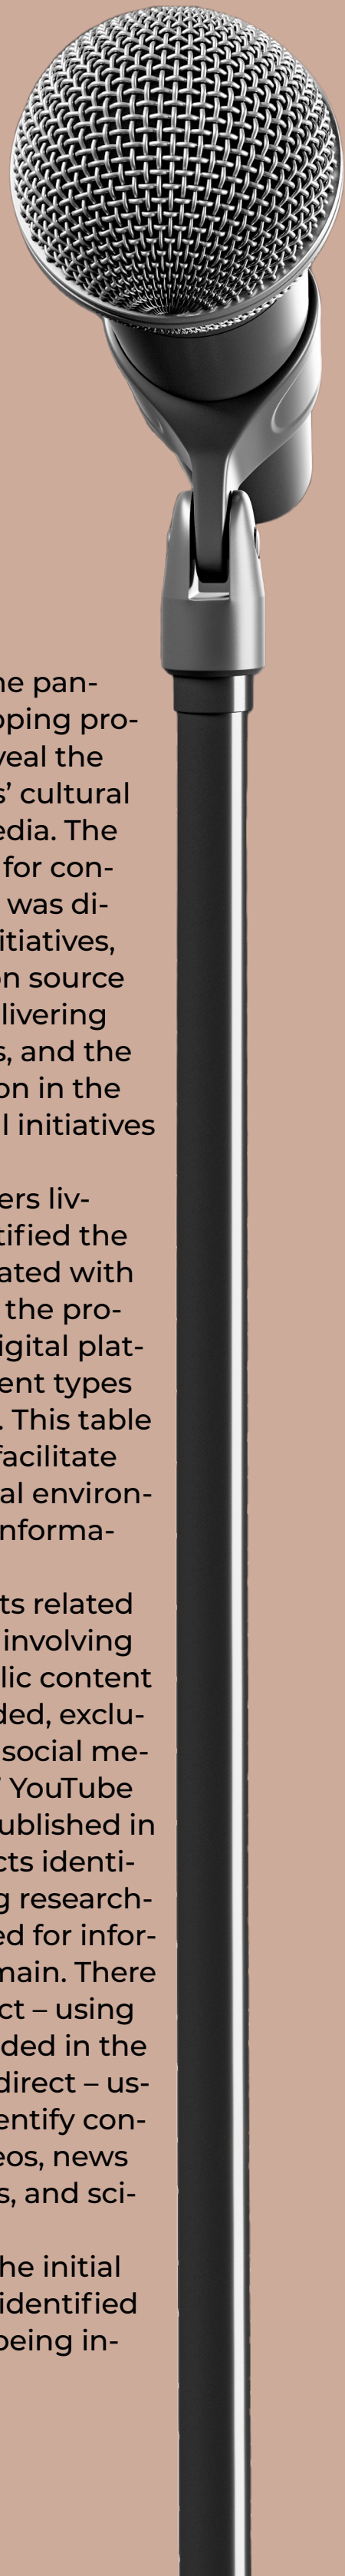 he pan-
pping pro-
veal the
s’ cultural
edia. The
for con-
was di-
itiatives,
on source
livering
s, and the
on in the
l initiatives
ers liv-
tified the
ated with
the pro-
igital plat-
ent types
. This table
facilitate
al environ-
nforma-
ts related
involving
lic content
ded, exclu-
social me-
YouTube
ublished in
cts identi-
g research-
ed for infor-
main. There
ct – using
ded in the
direct – us-
entify con-
eos, news
s, and sci-
he initial
identified
being in-